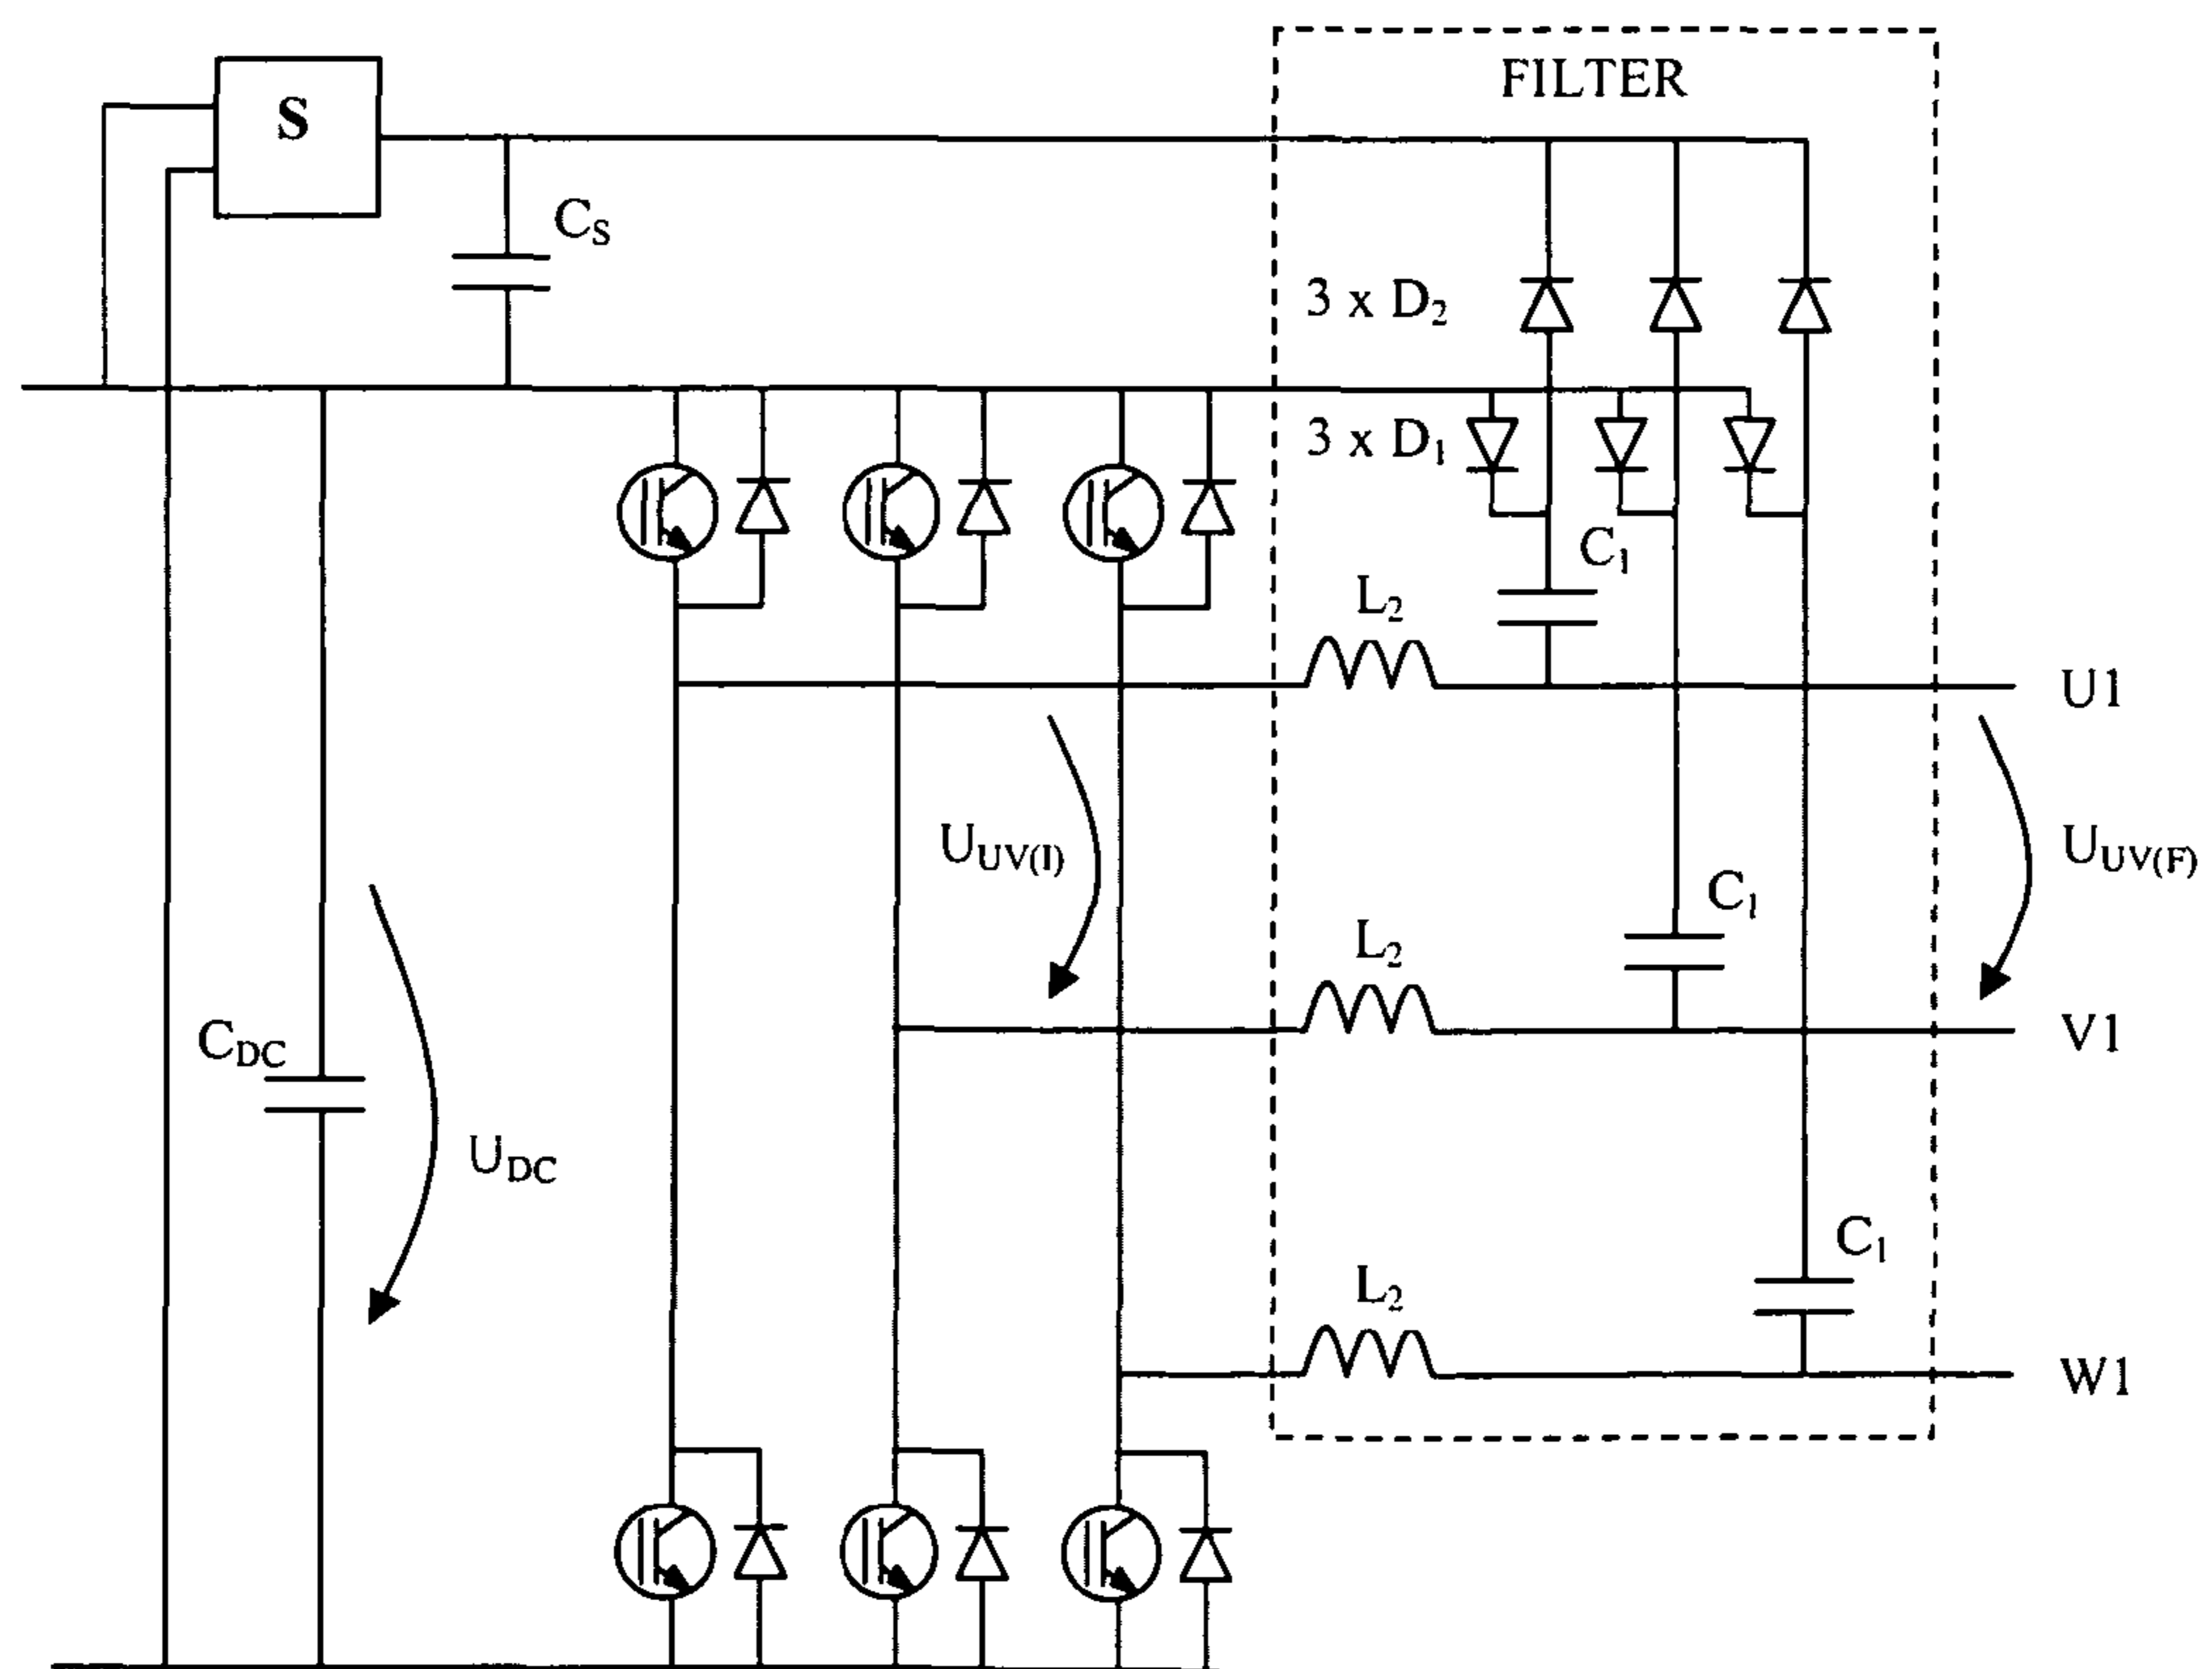 FILTER
S
C_S
3 x D_2
3 x D_1
C_1
L_2
U1
U_UV(I)
U_UV(F)
C_1
L_2
V1
C_DC
U_DC
C_1
L_2
W1